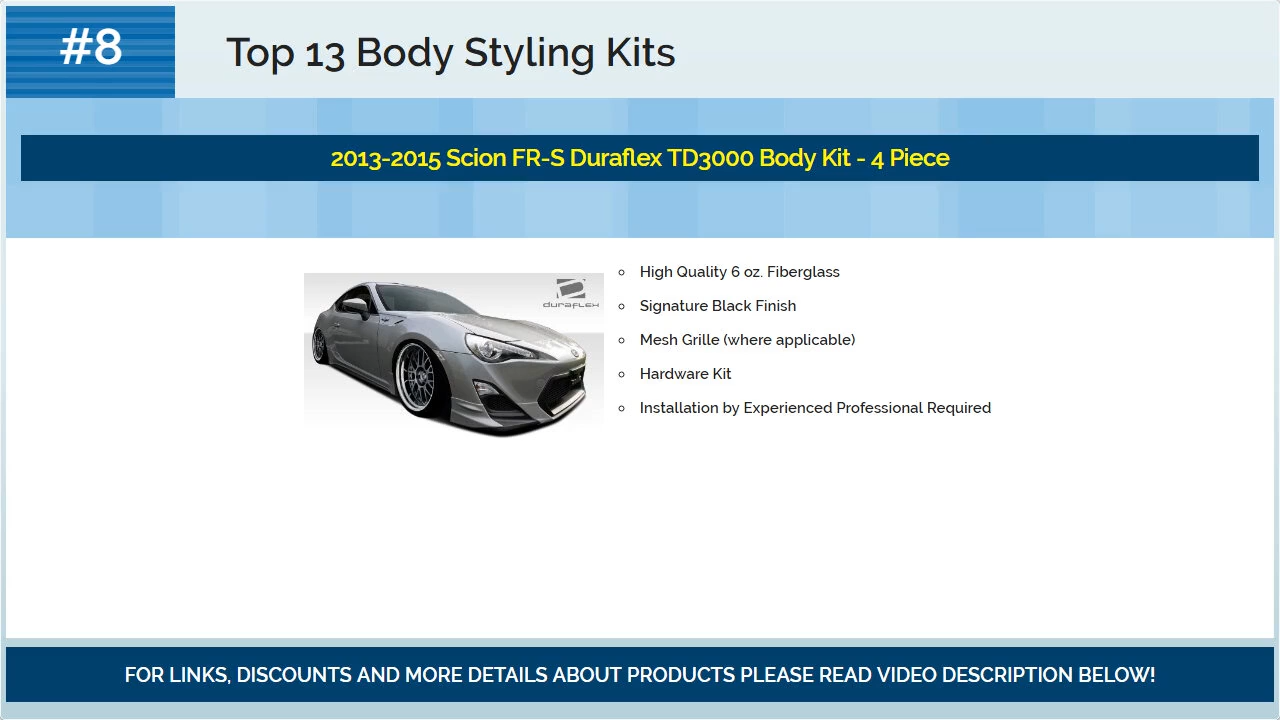 #8
Top 13 Body Styling Kits
2013-2015 Scion FR-S Duraflex TD3000 Body Kit - 4 Piece
DURAFLEX
High Quality 6 oz. Fiberglass
Signature Black Finish
Mesh Grille (where applicable)
Hardware Kit
Installation by Experienced Professional Required
FOR LINKS, DISCOUNTS AND MORE DETAILS ABOUT PRODUCTS PLEASE READ VIDEO DESCRIPTION BELOW!